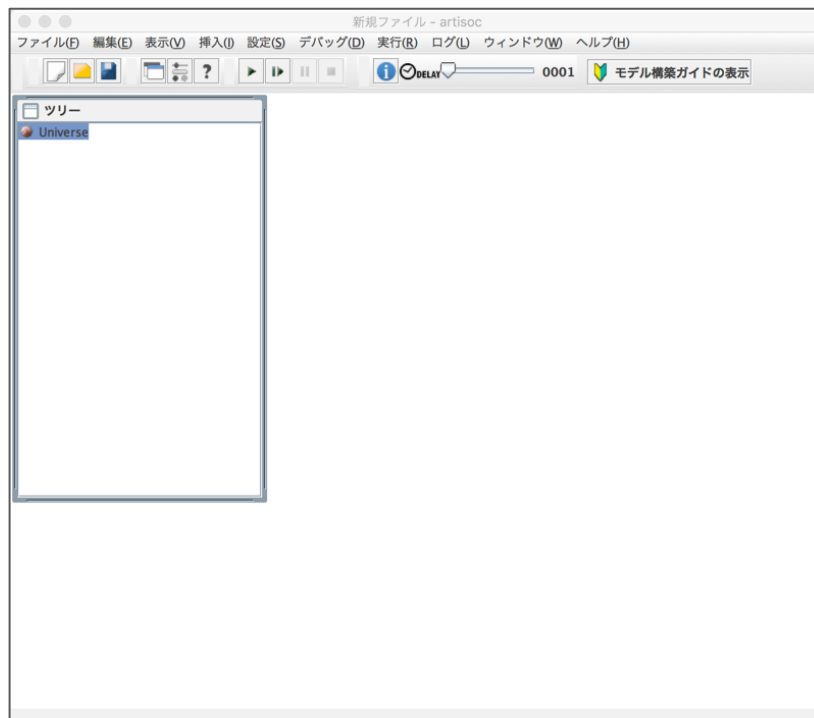 新規ファイル - artisoc
ファイル(F) 編集(E) 表示(V) 挿入(I) 設定(S) デバッグ(D) 実行(R) ログ(L) ウィンドウ(W) ヘルプ(H)
? i DELAY 0001 モデル構築ガイドの表示
ツリー
Universe